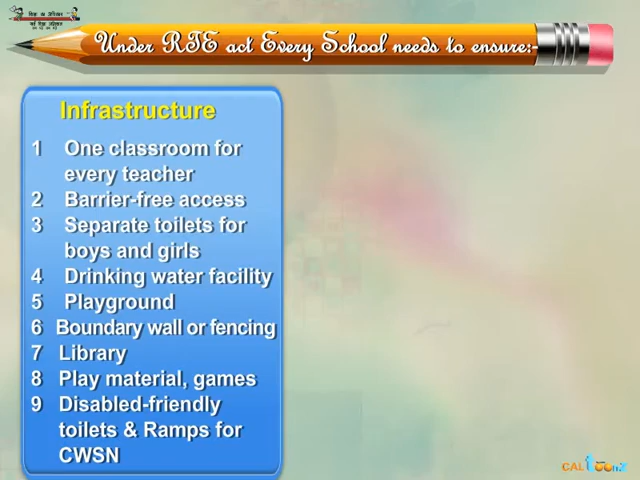 Under RTE act Every School needs to ensure:-
Infrastructure
1 One classroom for
every teacher
2 Barrier-free access
3 Separate toilets for
boys and girls
4 Drinking water facility
5 Playground
6 Boundary wall or fencing
7 Library
8 Play material, games
9 Disabled-friendly
toilets & Ramps for
CWSN
CALtoonz